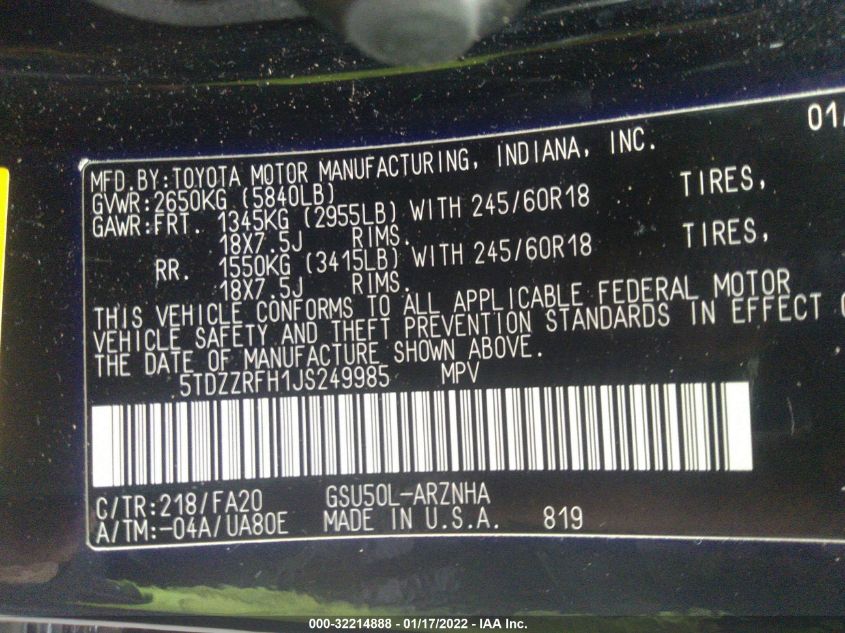 01/
MFD.BY:TOYOTA MOTOR MANUFACTURING, INDIANA, INC.
GVWR:2650KG (5840LB)
GAWR:FRT. 1345KG (2955LB) WITH 245/60R18 TIRES,
18X7.5J RIMS.
RR. 1550KG (3415LB) WITH 245/60R18 TIRES,
18X7.5J RIMS.
THIS VEHICLE CONFORMS TO ALL APPLICABLE FEDERAL MOTOR
VEHICLE SAFETY AND THEFT PREVENTION STANDARDS IN EFFECT
THE DATE OF MANUFACTURE SHOWN ABOVE.
5TDZZRFH1JS249985 MPV
C/TR:218/FA20 GSU50L-ARZNHA
A/TM:-04A/UA80E MADE IN U.S.A. 819
000-32214888 - 01/17/2022 - IAA Inc.